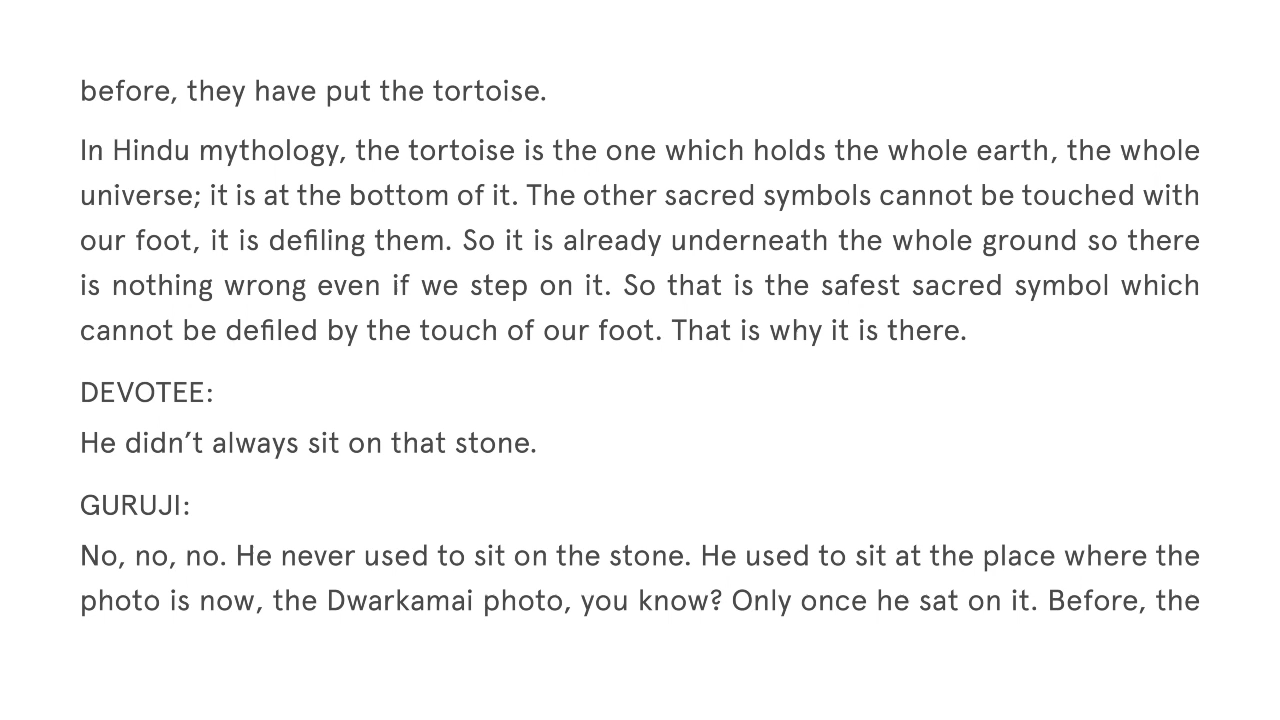 before, they have put the tortoise.
In Hindu mythology, the tortoise is the one which holds the whole earth, the whole
universe; it is at the bottom of it. The other sacred symbols cannot be touched with
our foot, it is defiling them. So it is already underneath the whole ground so there
is nothing wrong even if we step on it. So that is the safest sacred symbol which
cannot be defiled by the touch of our foot. That is why it is there.
DEVOTEE:
He didn’t always sit on that stone.
GURUJI:
No, no, no. He never used to sit on the stone. He used to sit at the place where the
photo is now, the Dwarkamai photo, you know? Only once he sat on it. Before, the